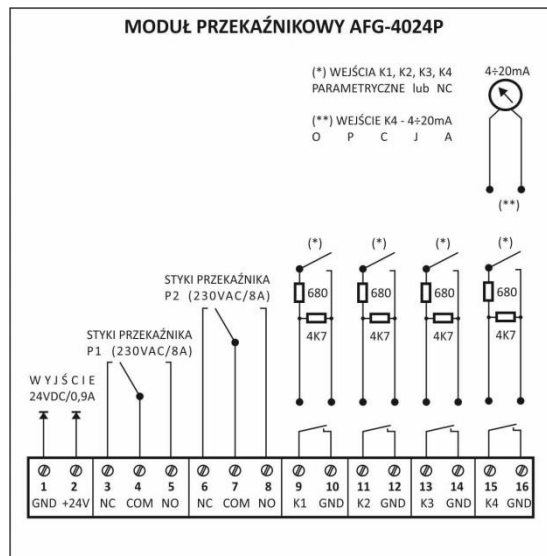 MODUŁ PRZEKAŹNIKOWY AFG-4024P
(*) WEJŚCIA K1, K2, K3, K4
PARAMETRYCZNE lub NC
4÷20mA
(**) WEJŚCIE K4 - 4÷20mA
O P C J A
(**)
(*) (*) (*) (*)
STYKI PRZEKAŹNIKA
P2 (230VAC/8A)
680 680 680 680
4K7 4K7 4K7 4K7
STYKI PRZEKAŹNIKA
P1 (230VAC/8A)
W Y J Ś C I E
24VDC/0,9A
1 2 3 4 5 6 7 8 9 10 11 12 13 14 15 16
GND +24V NC COM NO NC COM NO K1 GND K2 GND K3 GND K4 GND